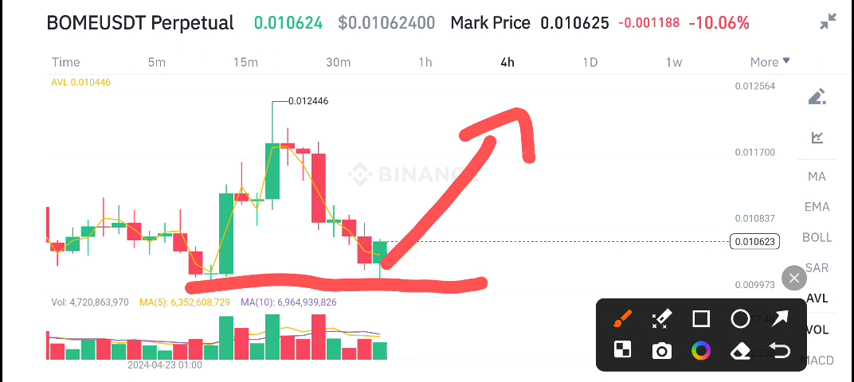 BOMEUSDT Perpetual 0.010624 $0.01062400 Mark Price 0.010625 -0.001188 -10.06%
Time 5m 15m 30m 1h 4h 1D 1w More
AVL 0.010446
0.012564
0.012446
0.011700
BINANCE
MA
EMA
0.010837
BOLL
0.010623
SAR
0.009973
AVL
Vol: 4,720,863,970 MA(5): 6,352,608,729 MA(10): 6,964,939,826
VOL
MACD
2024-04-23 01:00